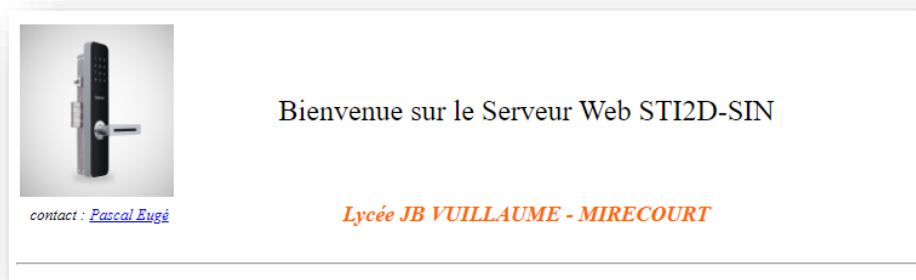 Bienvenue sur le Serveur Web STI2D-SIN
contact : Pascal Eugé
Lycée JB VUILLAUME - MIRECOURT